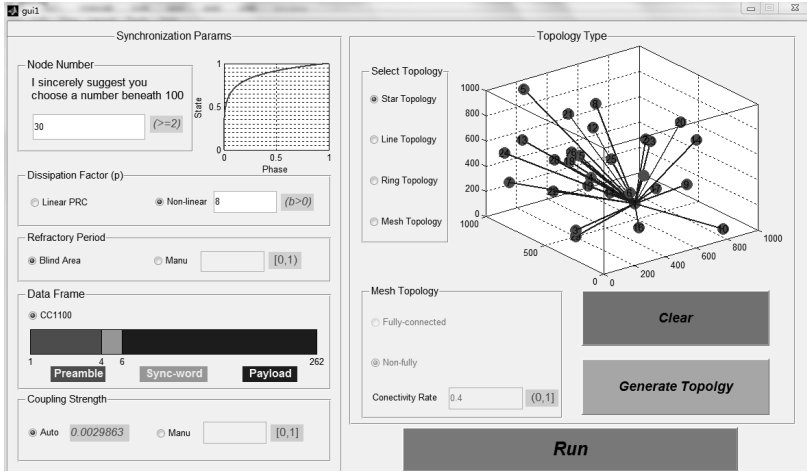 gui1
Synchronization Params
Node Number
I sincerely suggest you
choose a number beneath 100
30
(>=2)
State
1
0.5
0
0
0.5
1
Phase
Dissipation Factor (p)
Linear PRC
Non-linear
8
(b>0)
Refractory Period
Blind Area
Manu
[0,1)
Data Frame
CC1100
1
4
6
262
Preamble
Sync-word
Payload
Coupling Strength
Auto
0.0029863
Manu
[0,1]
Topology Type
Select Topology
Star Topology
Line Topology
Ring Topology
Mesh Topology
1000
800
600
400
200
0
1000
500
0
0
200
400
600
800
1000
Mesh Topology
Fully-connected
Non-fully
Conectivity Rate
0.4
(0,1]
Clear
Generate Topolgy
Run